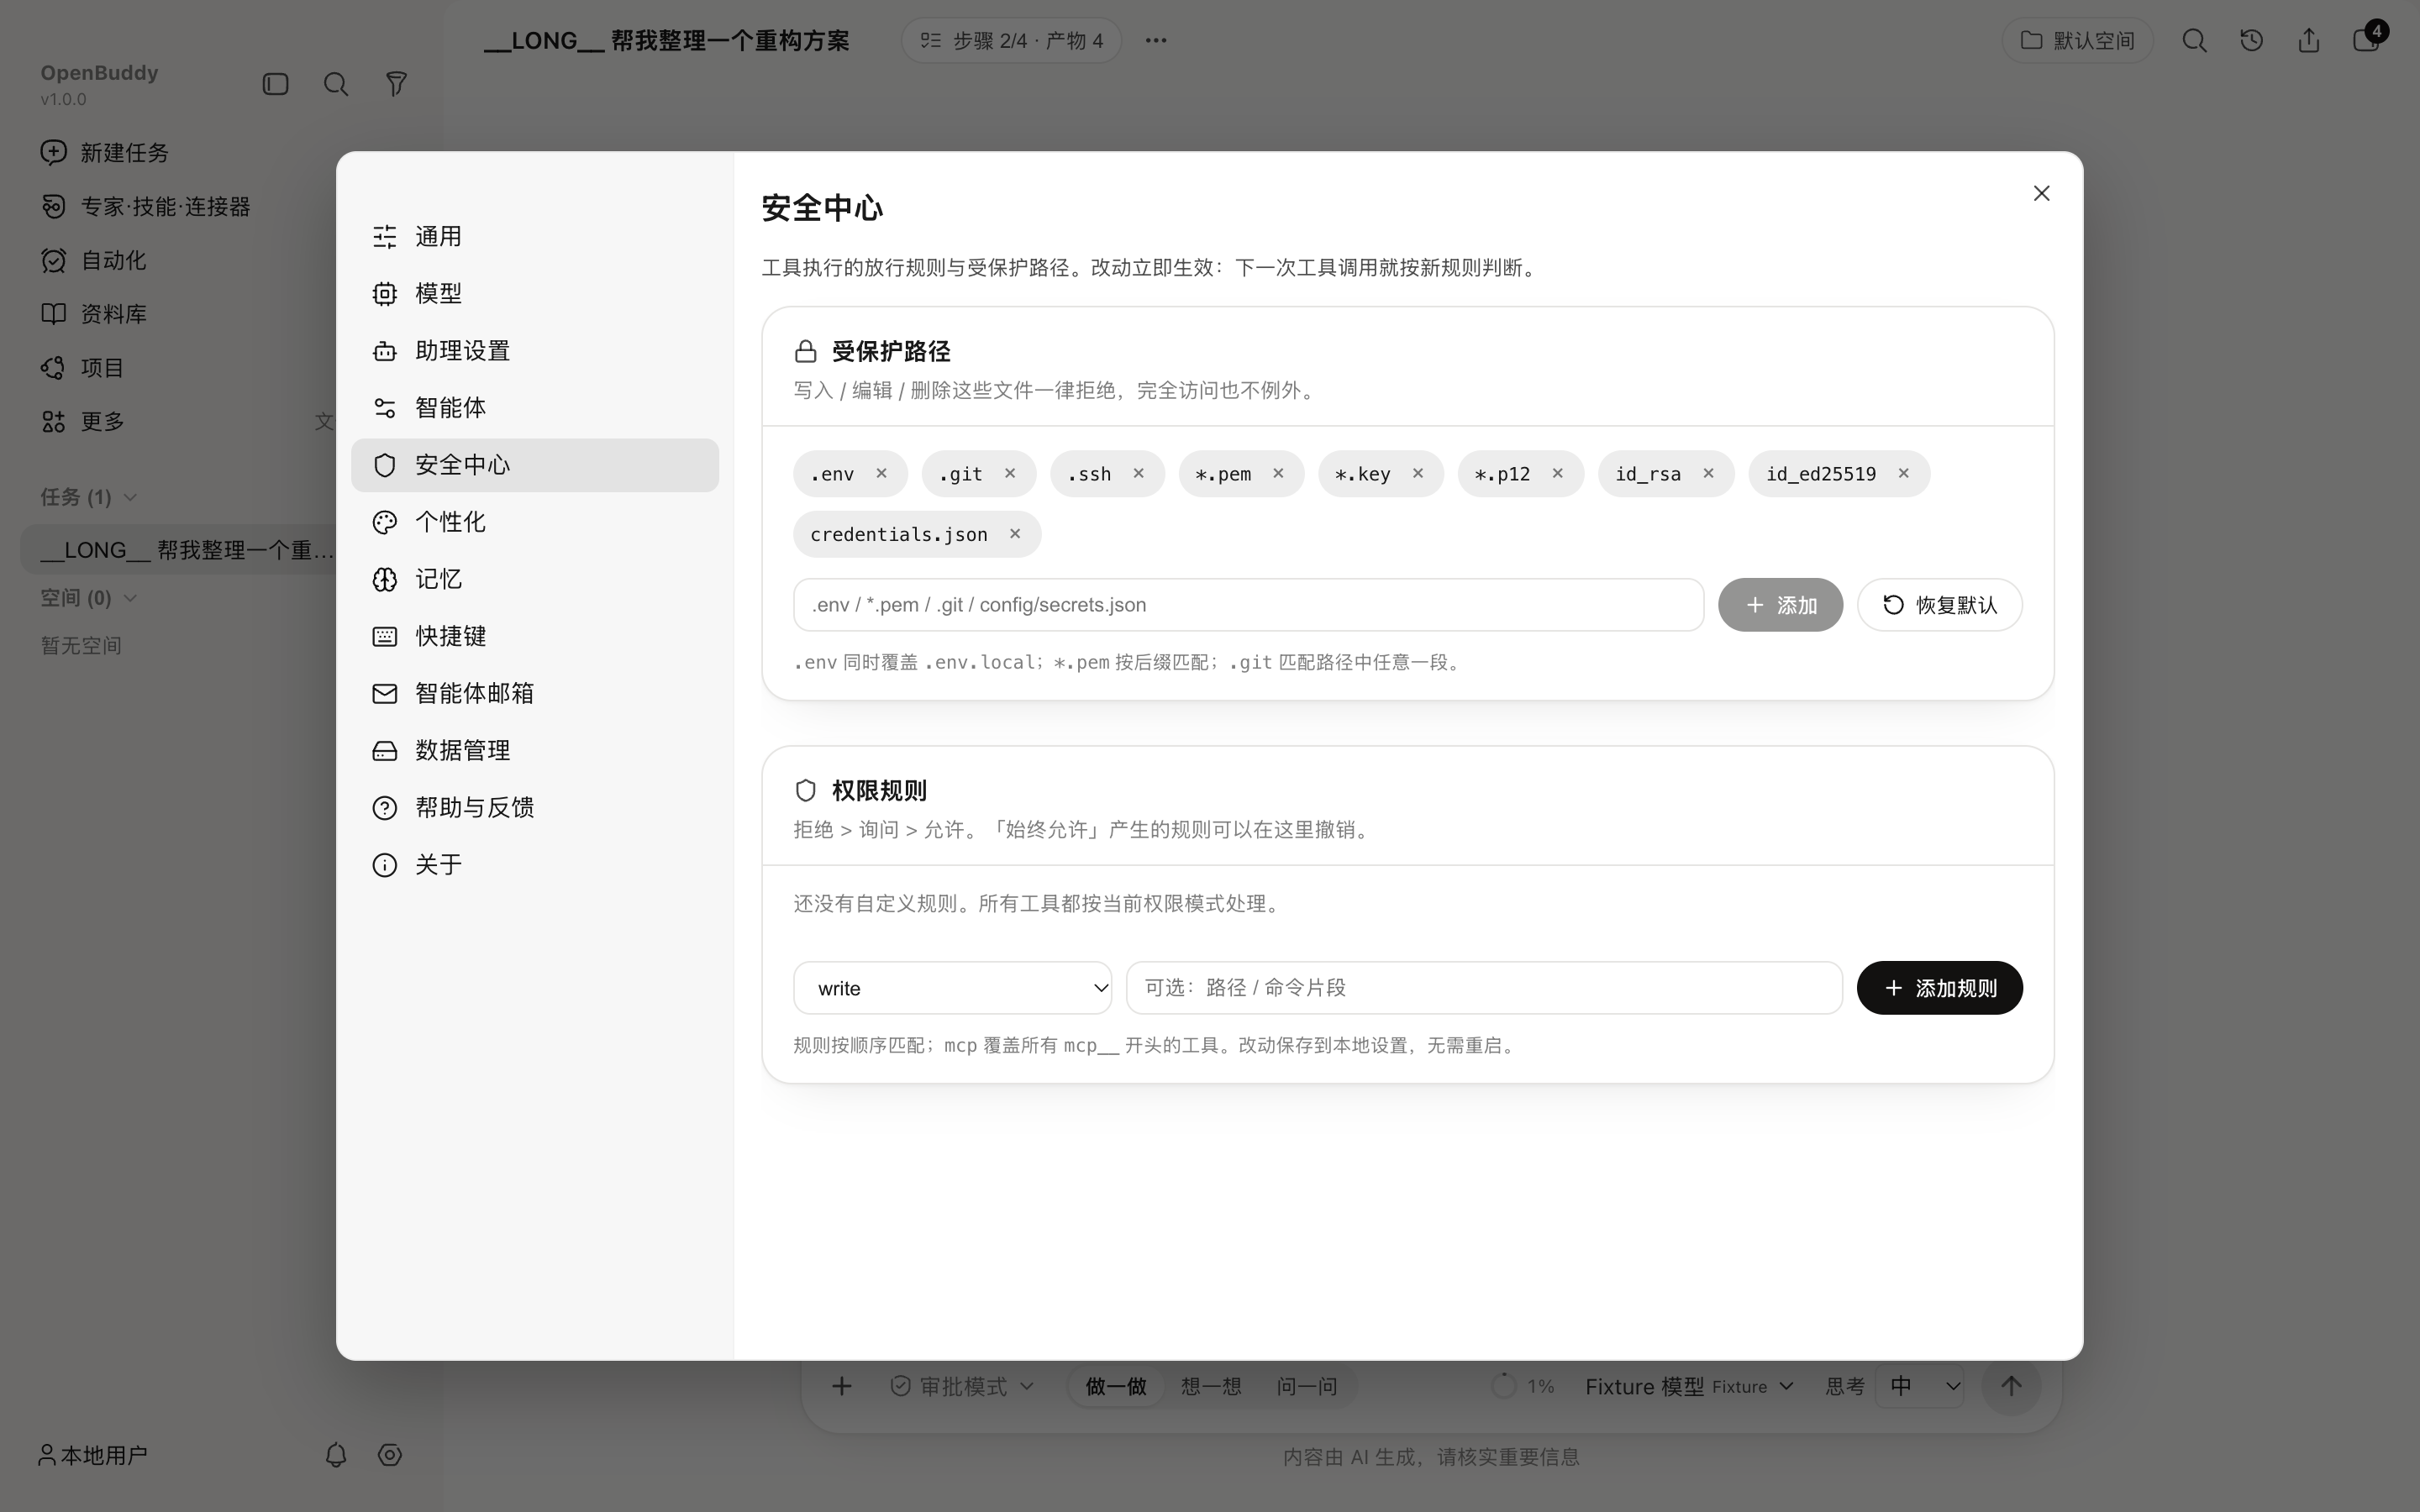 OpenBuddy
v1.0.0
新建任务
专家·技能·连接器
自动化
资料库
项目
更多
文
任务 (1)
__LONG__ 帮我整理一个重...
空间 (0)
暂无空间
本地用户
__LONG__ 帮我整理一个重构方案
步骤 2/4 · 产物 4
默认空间
4
通用
模型
助理设置
智能体
安全中心
个性化
记忆
快捷键
智能体邮箱
数据管理
帮助与反馈
关于
安全中心
工具执行的放行规则与受保护路径。改动立即生效：下一次工具调用就按新规则判断。
受保护路径
写入 / 编辑 / 删除这些文件一律拒绝，完全访问也不例外。
.env × .git × .ssh × *.pem × *.key × *.p12 × id_rsa × id_ed25519 ×
credentials.json ×
.env / *.pem / .git / config/secrets.json
添加
恢复默认
.env 同时覆盖 .env.local；*.pem 按后缀匹配；.git 匹配路径中任意一段。
权限规则
拒绝 > 询问 > 允许。「始终允许」产生的规则可以在这里撤销。
还没有自定义规则。所有工具都按当前权限模式处理。
write
可选：路径 / 命令片段
添加规则
规则按顺序匹配；mcp 覆盖所有 mcp__ 开头的工具。改动保存到本地设置，无需重启。
审批模式
做一做
想一想
问一问
1%
Fixture 模型 Fixture
思考
中
内容由 AI 生成，请核实重要信息